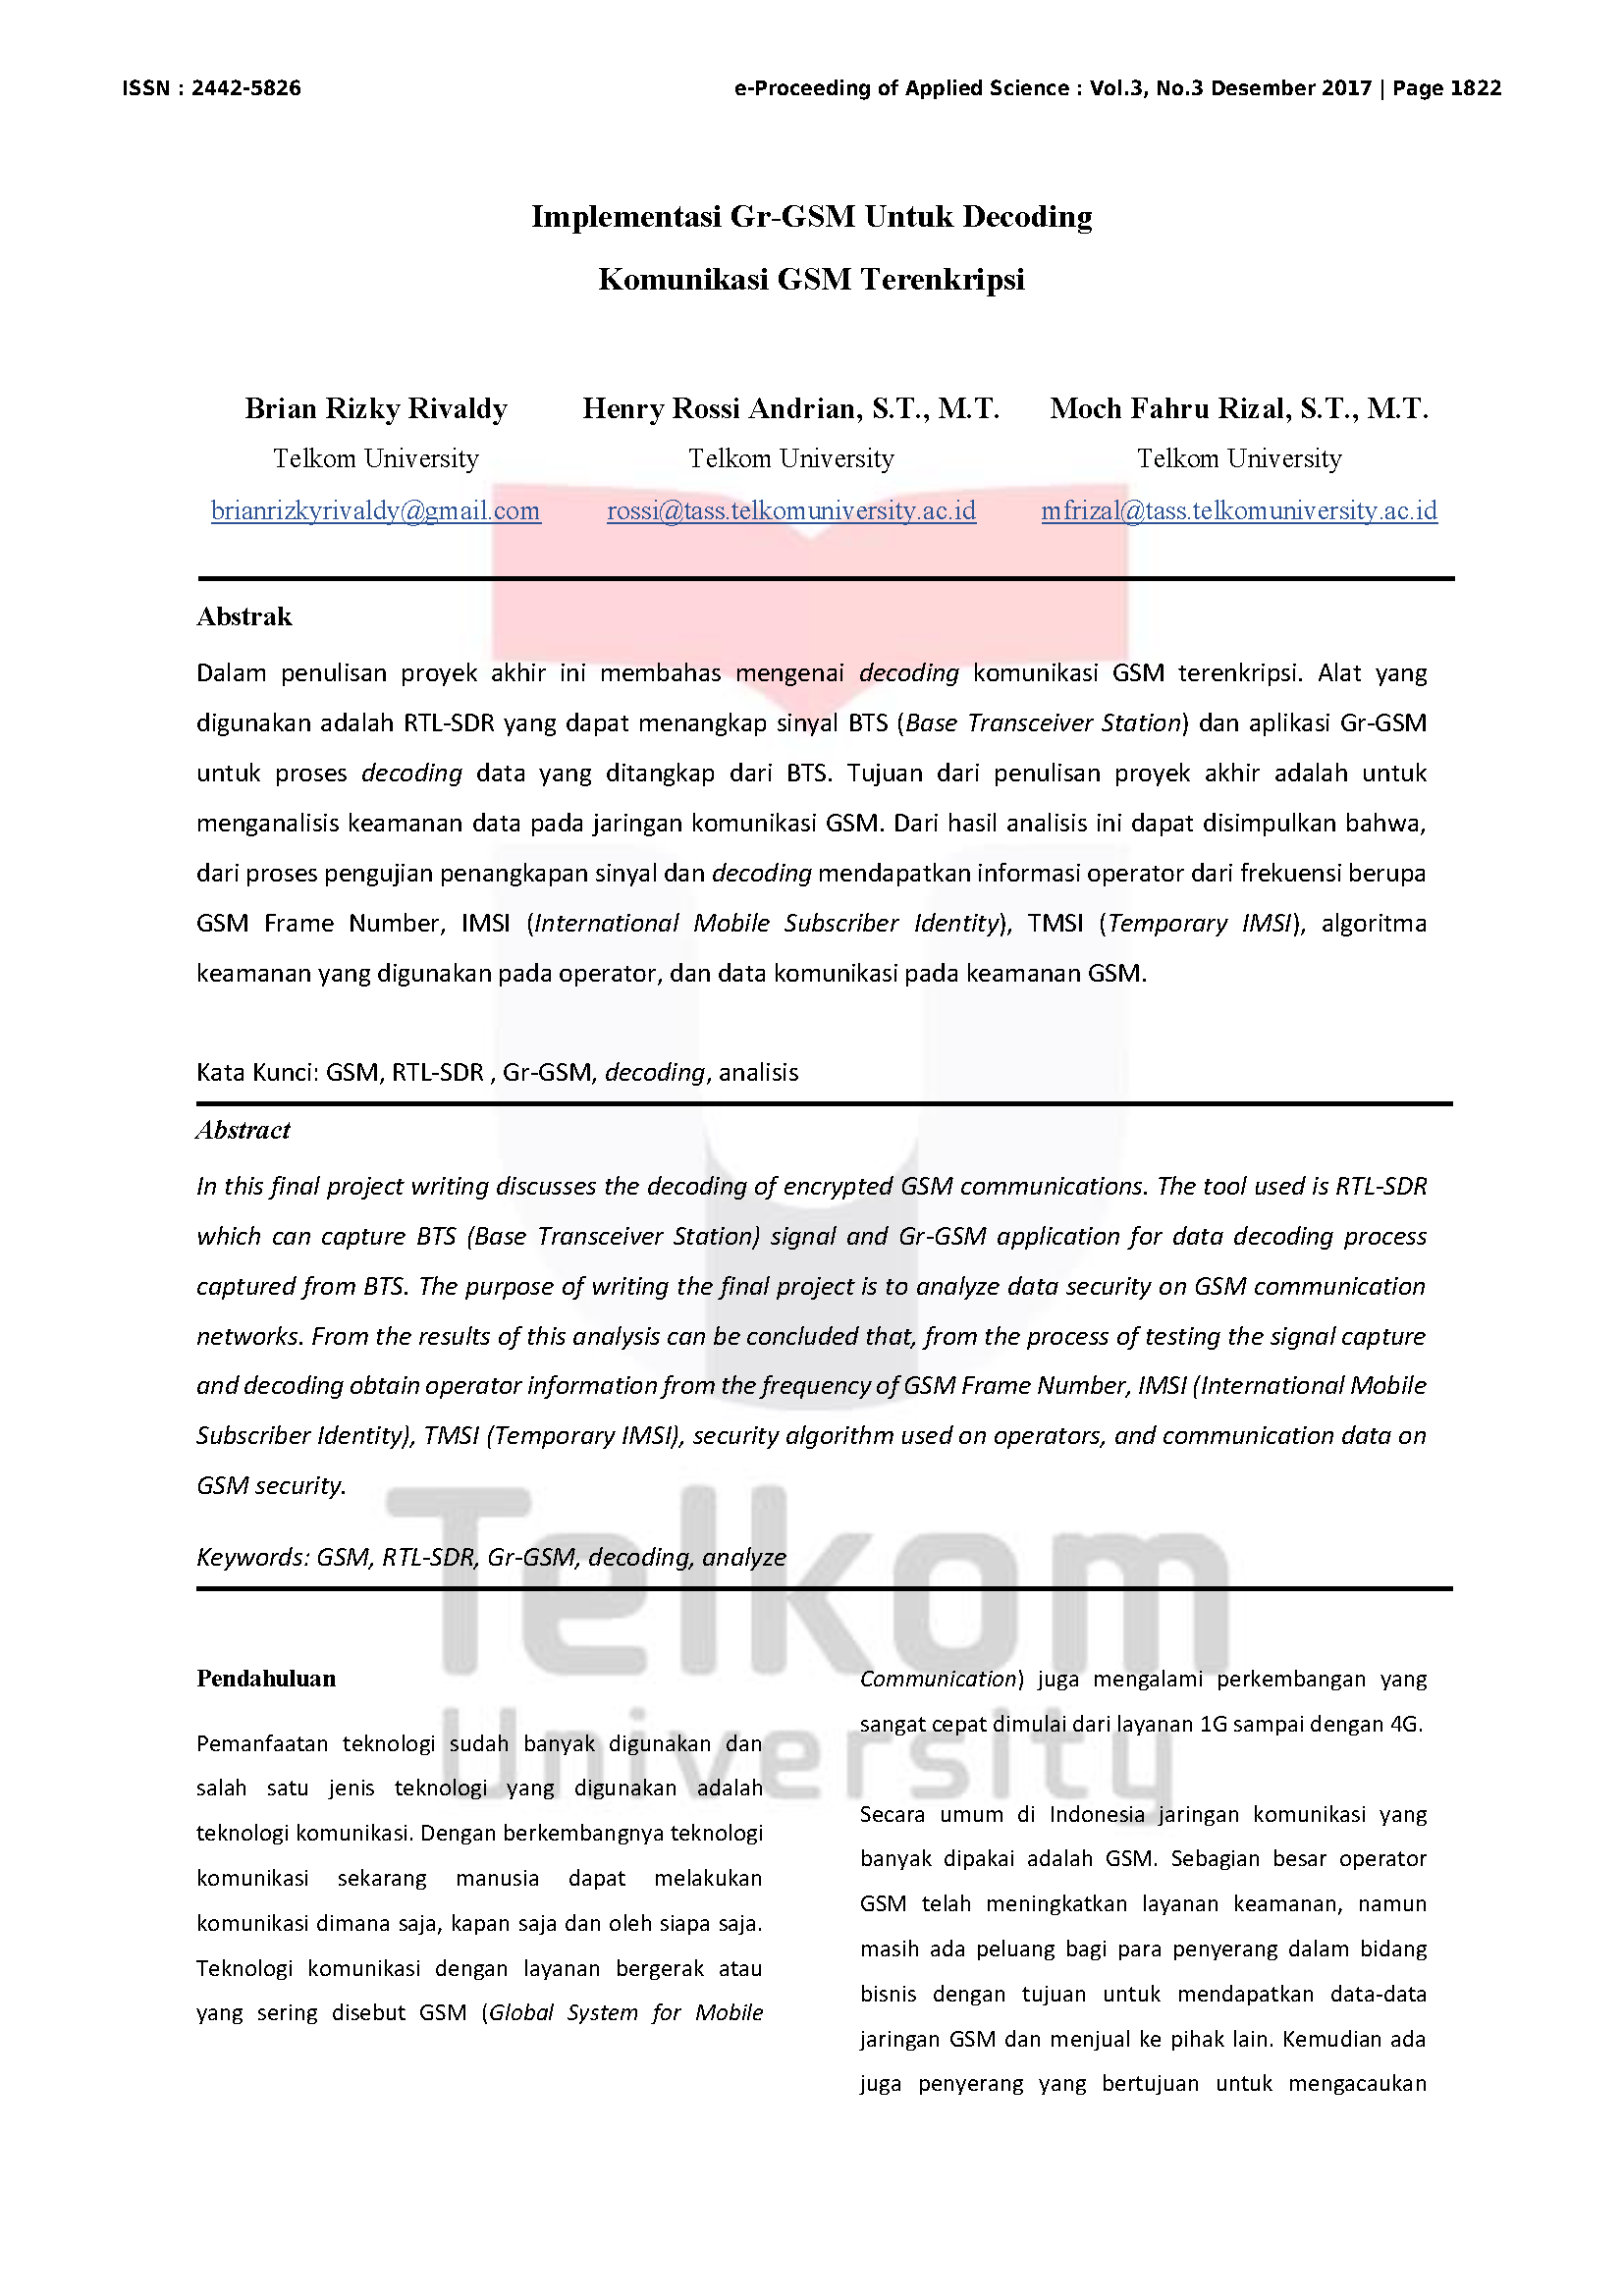 ISSN : 2442-5826
e-Proceeding of Applied Science : Vol.3, No.3 Desember 2017 | Page 1822
Implementasi Gr-GSM Untuk Decoding
Komunikasi GSM Terenkripsi
Brian Rizky Rivaldy
Telkom University
brianrizkyrivaldy@gmail.com
Henry Rossi Andrian, S.T., M.T.
Telkom University
rossi@tass.telkomuniversity.ac.id
Moch Fahru Rizal, S.T., M.T.
Telkom University
mfrizal@tass.telkomuniversity.ac.id
Abstrak
Dalam penulisan proyek akhir ini membahas mengenai decoding komunikasi GSM terenkripsi. Alat yang
digunakan adalah RTL-SDR yang dapat menangkap sinyal BTS (Base Transceiver Station) dan aplikasi Gr-GSM
untuk proses decoding data yang ditangkap dari BTS. Tujuan dari penulisan proyek akhir adalah untuk
menganalisis keamanan data pada jaringan komunikasi GSM. Dari hasil analisis ini dapat disimpulkan bahwa,
dari proses pengujian penangkapan sinyal dan decoding mendapatkan informasi operator dari frekuensi berupa
GSM Frame Number, IMSI (International Mobile Subscriber Identity), TMSI (Temporary IMSI), algoritma
keamanan yang digunakan pada operator, dan data komunikasi pada keamanan GSM.
Kata Kunci: GSM, RTL-SDR , Gr-GSM, decoding, analisis
Abstract
In this final project writing discusses the decoding of encrypted GSM communications. The tool used is RTL-SDR
which can capture BTS (Base Transceiver Station) signal and Gr-GSM application for data decoding process
captured from BTS. The purpose of writing the final project is to analyze data security on GSM communication
networks. From the results of this analysis can be concluded that, from the process of testing the signal capture
and decoding obtain operator information from the frequency of GSM Frame Number, IMSI (International Mobile
Subscriber Identity), TMSI (Temporary IMSI), security algorithm used on operators, and communication data on
GSM security.
Keywords: GSM, RTL-SDR, Gr-GSM, decoding, analyze
Telkom
University
Pendahuluan
Pemanfaatan teknologi sudah banyak digunakan dan
salah satu jenis teknologi yang digunakan adalah
teknologi komunikasi. Dengan berkembangnya teknologi
komunikasi sekarang manusia dapat melakukan
komunikasi dimana saja, kapan saja dan oleh siapa saja.
Teknologi komunikasi dengan layanan bergerak atau
yang sering disebut GSM (Global System for Mobile
Communication) juga mengalami perkembangan yang
sangat cepat dimulai dari layanan 1G sampai dengan 4G.
Secara umum di Indonesia jaringan komunikasi yang
banyak dipakai adalah GSM. Sebagian besar operator
GSM telah meningkatkan layanan keamanan, namun
masih ada peluang bagi para penyerang dalam bidang
bisnis dengan tujuan untuk mendapatkan data-data
jaringan GSM dan menjual ke pihak lain. Kemudian ada
juga penyerang yang bertujuan untuk mengacaukan